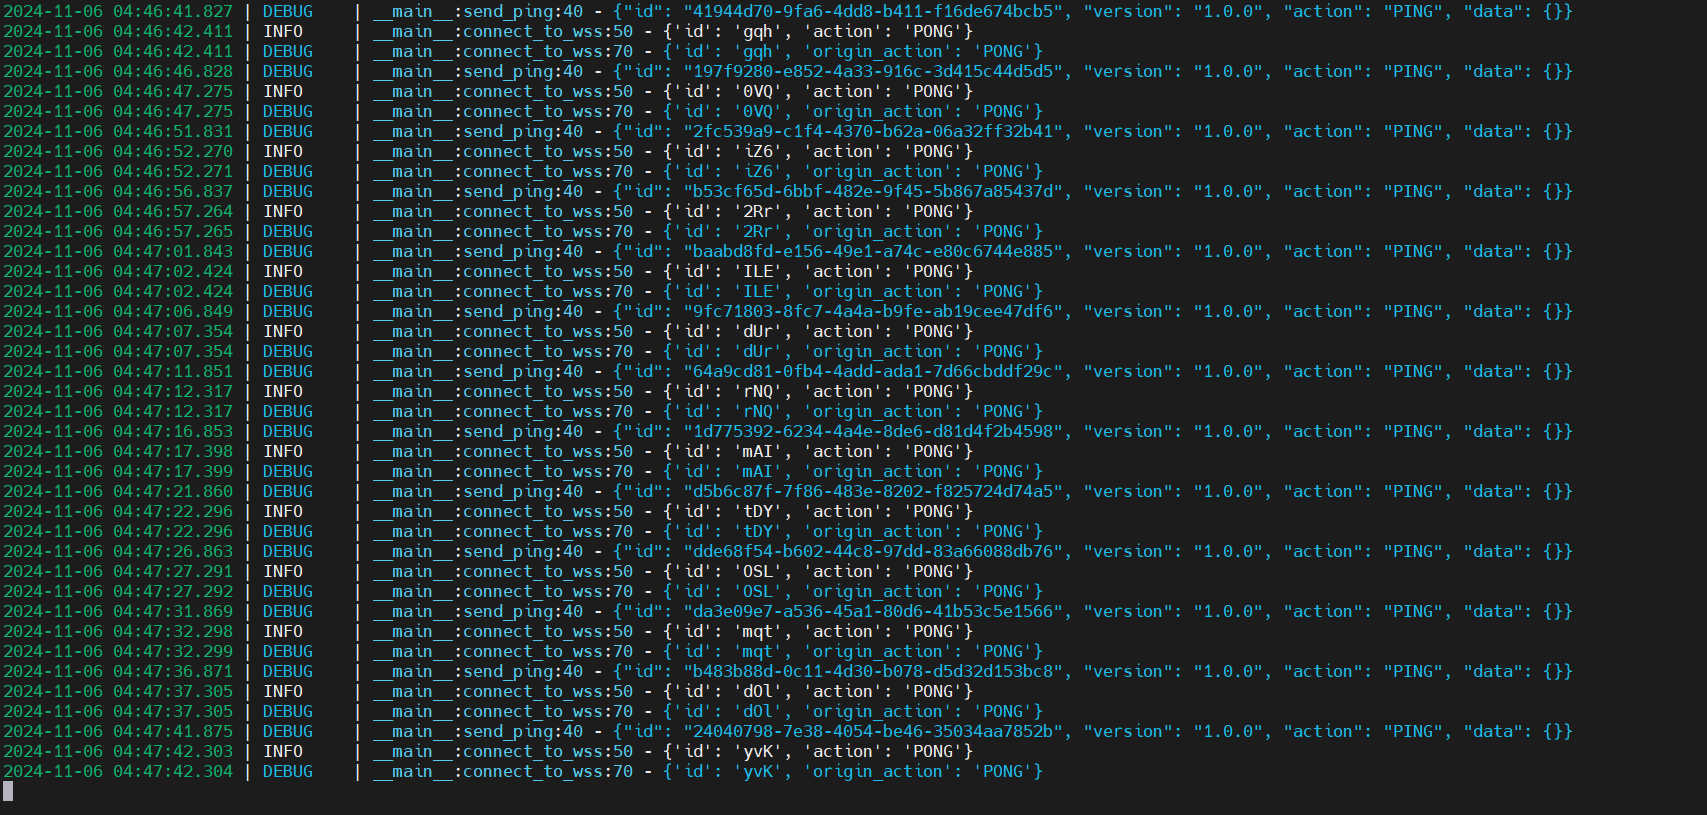 2024-11-06 04:46:41.827 | DEBUG    | __main__:send_ping:40 - {"id": "41944d70-9fa6-4dd8-b411-f16de674bcb5", "version": "1.0.0", "action": "PING", "data": {}}
2024-11-06 04:46:42.411 | INFO     | __main__:connect_to_wss:50 - {'id': 'gqh', 'action': 'PONG'}
2024-11-06 04:46:42.411 | DEBUG    | __main__:connect_to_wss:70 - {'id': 'gqh', 'origin_action': 'PONG'}
2024-11-06 04:46:46.828 | DEBUG    | __main__:send_ping:40 - {"id": "197f9280-e852-4a33-916c-3d415c44d5d5", "version": "1.0.0", "action": "PING", "data": {}}
2024-11-06 04:46:47.275 | INFO     | __main__:connect_to_wss:50 - {'id': '0VQ', 'action': 'PONG'}
2024-11-06 04:46:47.275 | DEBUG    | __main__:connect_to_wss:70 - {'id': '0VQ', 'origin_action': 'PONG'}
2024-11-06 04:46:51.831 | DEBUG    | __main__:send_ping:40 - {"id": "2fc539a9-c1f4-4370-b62a-06a32ff32b41", "version": "1.0.0", "action": "PING", "data": {}}
2024-11-06 04:46:52.270 | INFO     | __main__:connect_to_wss:50 - {'id': 'iZ6', 'action': 'PONG'}
2024-11-06 04:46:52.271 | DEBUG    | __main__:connect_to_wss:70 - {'id': 'iZ6', 'origin_action': 'PONG'}
2024-11-06 04:46:56.837 | DEBUG    | __main__:send_ping:40 - {"id": "b53cf65d-6bbf-482e-9f45-5b867a85437d", "version": "1.0.0", "action": "PING", "data": {}}
2024-11-06 04:46:57.264 | INFO     | __main__:connect_to_wss:50 - {'id': '2Rr', 'action': 'PONG'}
2024-11-06 04:46:57.265 | DEBUG    | __main__:connect_to_wss:70 - {'id': '2Rr', 'origin_action': 'PONG'}
2024-11-06 04:47:01.843 | DEBUG    | __main__:send_ping:40 - {"id": "baabd8fd-e156-49e1-a74c-e80c6744e885", "version": "1.0.0", "action": "PING", "data": {}}
2024-11-06 04:47:02.424 | INFO     | __main__:connect_to_wss:50 - {'id': 'ILE', 'action': 'PONG'}
2024-11-06 04:47:02.424 | DEBUG    | __main__:connect_to_wss:70 - {'id': 'ILE', 'origin_action': 'PONG'}
2024-11-06 04:47:06.849 | DEBUG    | __main__:send_ping:40 - {"id": "9fc71803-8fc7-4a4a-b9fe-ab19cee47df6", "version": "1.0.0", "action": "PING", "data": {}}
2024-11-06 04:47:07.354 | INFO     | __main__:connect_to_wss:50 - {'id': 'dUr', 'action': 'PONG'}
2024-11-06 04:47:07.354 | DEBUG    | __main__:connect_to_wss:70 - {'id': 'dUr', 'origin_action': 'PONG'}
2024-11-06 04:47:11.851 | DEBUG    | __main__:send_ping:40 - {"id": "64a9cd81-0fb4-4add-ada1-7d66cbddf29c", "version": "1.0.0", "action": "PING", "data": {}}
2024-11-06 04:47:12.317 | INFO     | __main__:connect_to_wss:50 - {'id': 'rNQ', 'action': 'PONG'}
2024-11-06 04:47:12.317 | DEBUG    | __main__:connect_to_wss:70 - {'id': 'rNQ', 'origin_action': 'PONG'}
2024-11-06 04:47:16.853 | DEBUG    | __main__:send_ping:40 - {"id": "1d775392-6234-4a4e-8de6-d81d4f2b4598", "version": "1.0.0", "action": "PING", "data": {}}
2024-11-06 04:47:17.398 | INFO     | __main__:connect_to_wss:50 - {'id': 'mAI', 'action': 'PONG'}
2024-11-06 04:47:17.399 | DEBUG    | __main__:connect_to_wss:70 - {'id': 'mAI', 'origin_action': 'PONG'}
2024-11-06 04:47:21.860 | DEBUG    | __main__:send_ping:40 - {"id": "d5b6c87f-7f86-483e-8202-f825724d74a5", "version": "1.0.0", "action": "PING", "data": {}}
2024-11-06 04:47:22.296 | INFO     | __main__:connect_to_wss:50 - {'id': 'tDY', 'action': 'PONG'}
2024-11-06 04:47:22.296 | DEBUG    | __main__:connect_to_wss:70 - {'id': 'tDY', 'origin_action': 'PONG'}
2024-11-06 04:47:26.863 | DEBUG    | __main__:send_ping:40 - {"id": "dde68f54-b602-44c8-97dd-83a66088db76", "version": "1.0.0", "action": "PING", "data": {}}
2024-11-06 04:47:27.291 | INFO     | __main__:connect_to_wss:50 - {'id': 'OSL', 'action': 'PONG'}
2024-11-06 04:47:27.292 | DEBUG    | __main__:connect_to_wss:70 - {'id': 'OSL', 'origin_action': 'PONG'}
2024-11-06 04:47:31.869 | DEBUG    | __main__:send_ping:40 - {"id": "da3e09e7-a536-45a1-80d6-41b53c5e1566", "version": "1.0.0", "action": "PING", "data": {}}
2024-11-06 04:47:32.298 | INFO     | __main__:connect_to_wss:50 - {'id': 'mqt', 'action': 'PONG'}
2024-11-06 04:47:32.299 | DEBUG    | __main__:connect_to_wss:70 - {'id': 'mqt', 'origin_action': 'PONG'}
2024-11-06 04:47:36.871 | DEBUG    | __main__:send_ping:40 - {"id": "b483b88d-0c11-4d30-b078-d5d32d153bc8", "version": "1.0.0", "action": "PING", "data": {}}
2024-11-06 04:47:37.305 | INFO     | __main__:connect_to_wss:50 - {'id': 'dOl', 'action': 'PONG'}
2024-11-06 04:47:37.305 | DEBUG    | __main__:connect_to_wss:70 - {'id': 'dOl', 'origin_action': 'PONG'}
2024-11-06 04:47:41.875 | DEBUG    | __main__:send_ping:40 - {"id": "24040798-7e38-4054-be46-35034aa7852b", "version": "1.0.0", "action": "PING", "data": {}}
2024-11-06 04:47:42.303 | INFO     | __main__:connect_to_wss:50 - {'id': 'yvK', 'action': 'PONG'}
2024-11-06 04:47:42.304 | DEBUG    | __main__:connect_to_wss:70 - {'id': 'yvK', 'origin_action': 'PONG'}